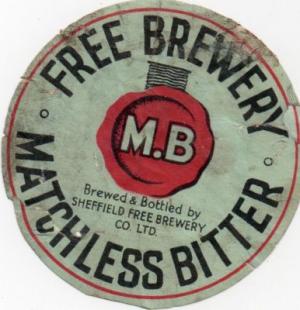 FREE BREWERY
M.B
Brewed & Bottled by
SHEFFIELD FREE BREWERY
CO. LTD.
MATCHLESS BITTER